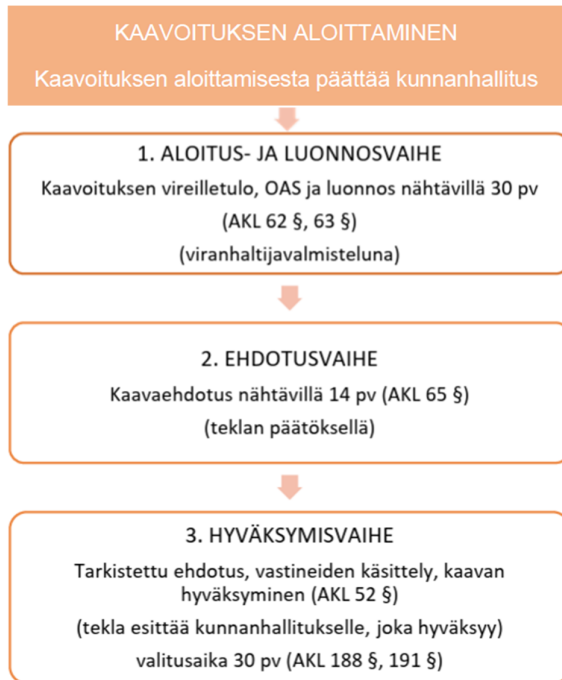 KAAVOITUKSEN ALOITTAMINEN
Kaavoituksen aloittamisesta päättää kunnanhallitus
1. ALOITUS- JA LUONNOSVAIHE
Kaavoituksen vireilletulo, OAS ja luonnos nähtävillä 30 pv
(AKL 62 §, 63 §)
(viranhaltijavalmisteluna)
2. EHDOTUSVAIHE
Kaavaehdotus nähtävillä 14 pv (AKL 65 §)
(teklan päätöksellä)
3. HYVÄKSYMISVAIHE
Tarkistettu ehdotus, vastineiden käsittely, kaavan
hyväksyminen (AKL 52 §)
(tekla esittää kunnanhallitukselle, joka hyväksyy)
valitusaika 30 pv (AKL 188 §, 191 §)